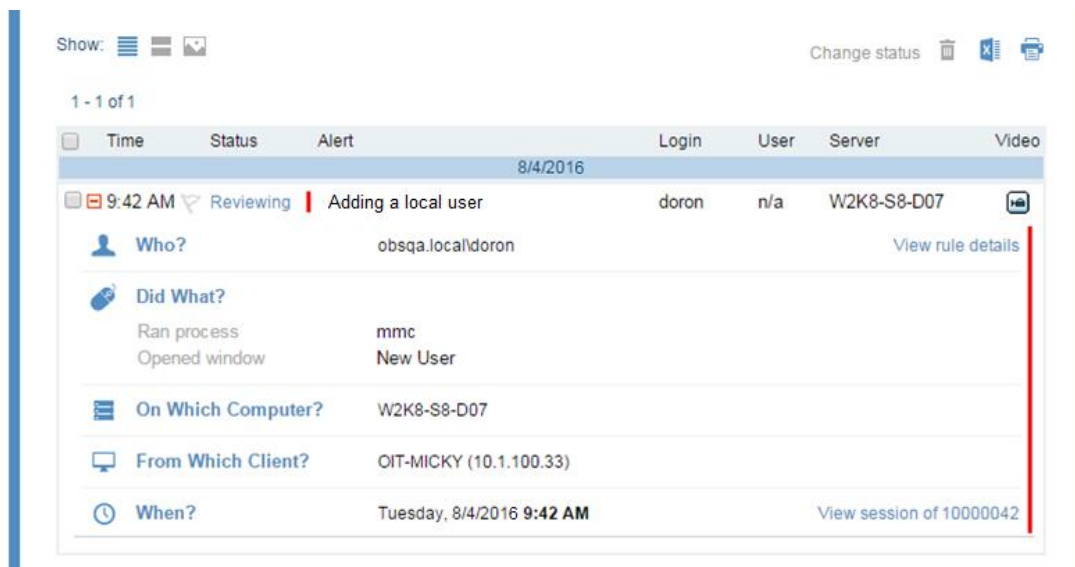 Show:
Change status
1 - 1 of 1
Time Status Alert Login User Server Video
8/4/2016
9:42 AM Reviewing Adding a local user doron n/a W2K8-S8-D07
Who? obsqa.local\doron View rule details
Did What?
Ran process mmc
Opened window New User
On Which Computer? W2K8-S8-D07
From Which Client? OIT-MICKY (10.1.100.33)
When? Tuesday, 8/4/2016 9:42 AM View session of 10000042